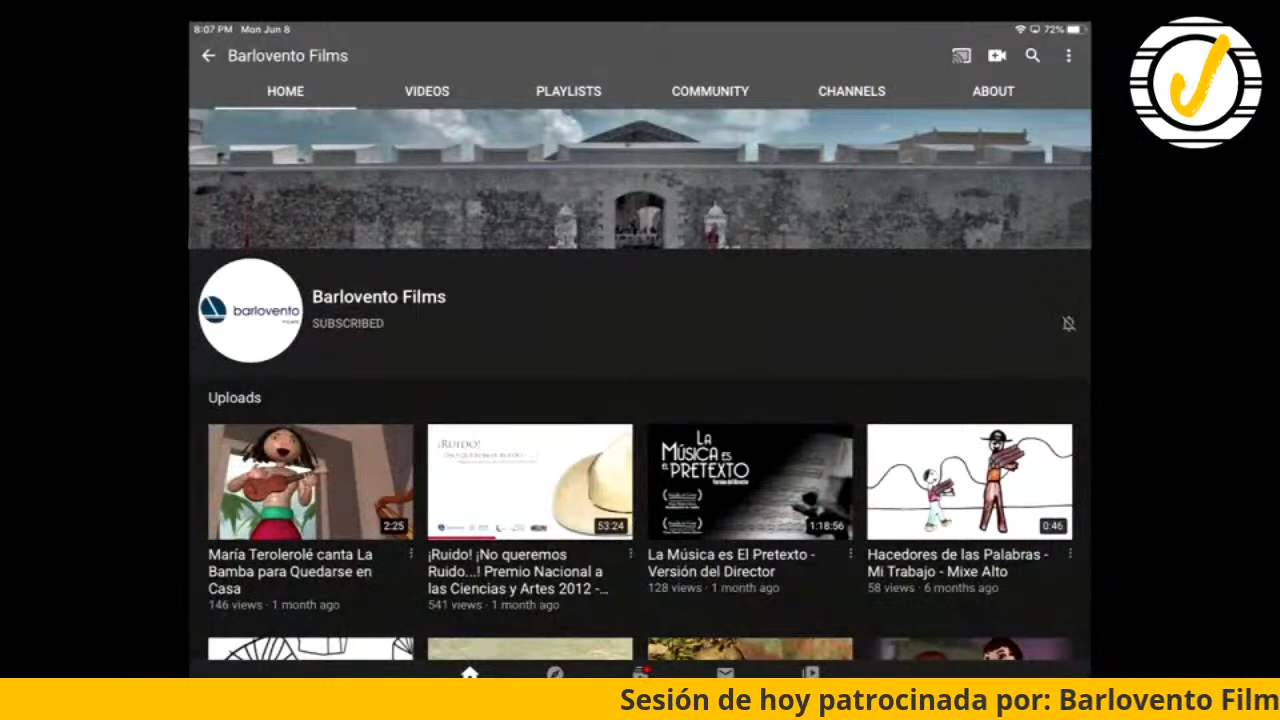 8:07 PM Mon Jun 8
72%
Barlovento Films
HOME VIDEOS PLAYLISTS COMMUNITY CHANNELS ABOUT
barlovento
FILMS
Barlovento Films
SUBSCRIBED
Uploads
¡RUIDO!
LA
MÚSICA ES
EL PRETEXTO
Versión del Director
2:25
53:24
1:18:56
0:46
María Terolerolé canta La
Bamba para Quedarse en
Casa
146 views · 1 month ago
¡Ruido! ¡No queremos
Ruido...! Premio Nacional a
las Ciencias y Artes 2012 -...
541 views · 1 month ago
La Música es El Pretexto -
Versión del Director
128 views · 1 month ago
Hacedores de las Palabras -
Mi Trabajo - Mixe Alto
58 views · 6 months ago
Sesión de hoy patrocinada por: Barlovento Film